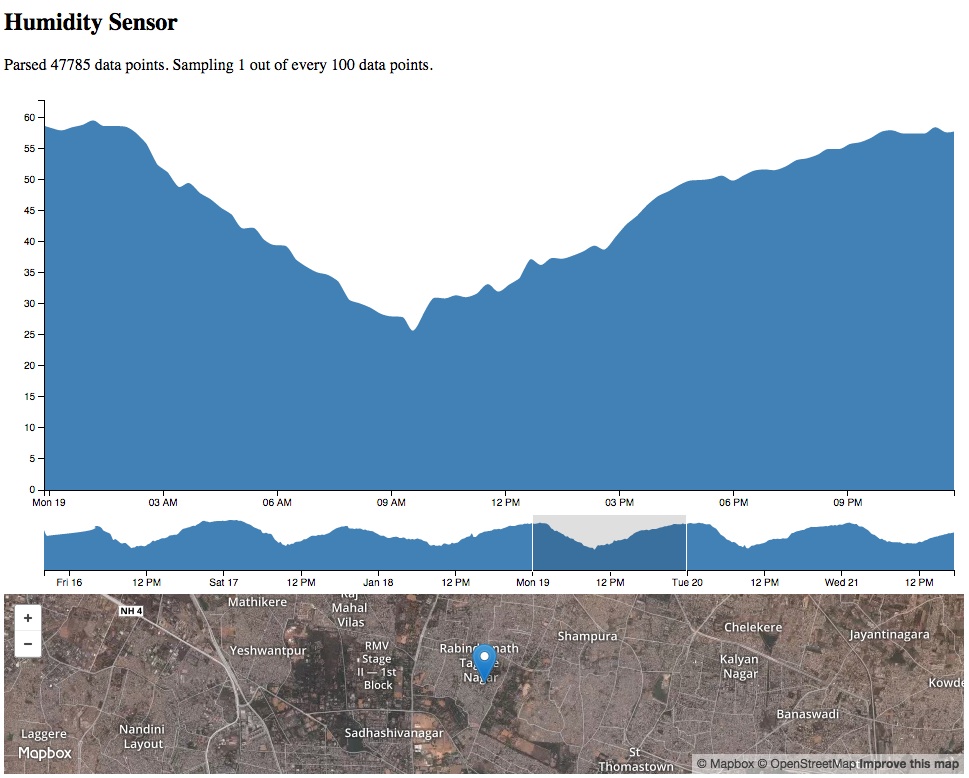 Humidity Sensor
Parsed 47785 data points. Sampling 1 out of every 100 data points.
60
55
50
45
40
35
30
25
20
15
10
5
0
Mon 19 03 AM 06 AM 09 AM 12 PM 03 PM 06 PM 09 PM
Fri 16 12 PM Sat 17 12 PM Jan 18 12 PM Mon 19 12 PM Tue 20 12 PM Wed 21 12 PM
+
−
NH 4
Mathikere
Mahal
Vilas
Yeshwantpur
RMV
Stage
II — 1st
Block
Nagar
Shampura
Chelekere
Jayantinagara
Kalyan
Nagar
Banaswadi
Laggere
Nandini
Layout
Sadhashivanagar
St
Thomastown
Mapbox
© Mapbox © OpenStreetMap Improve this map